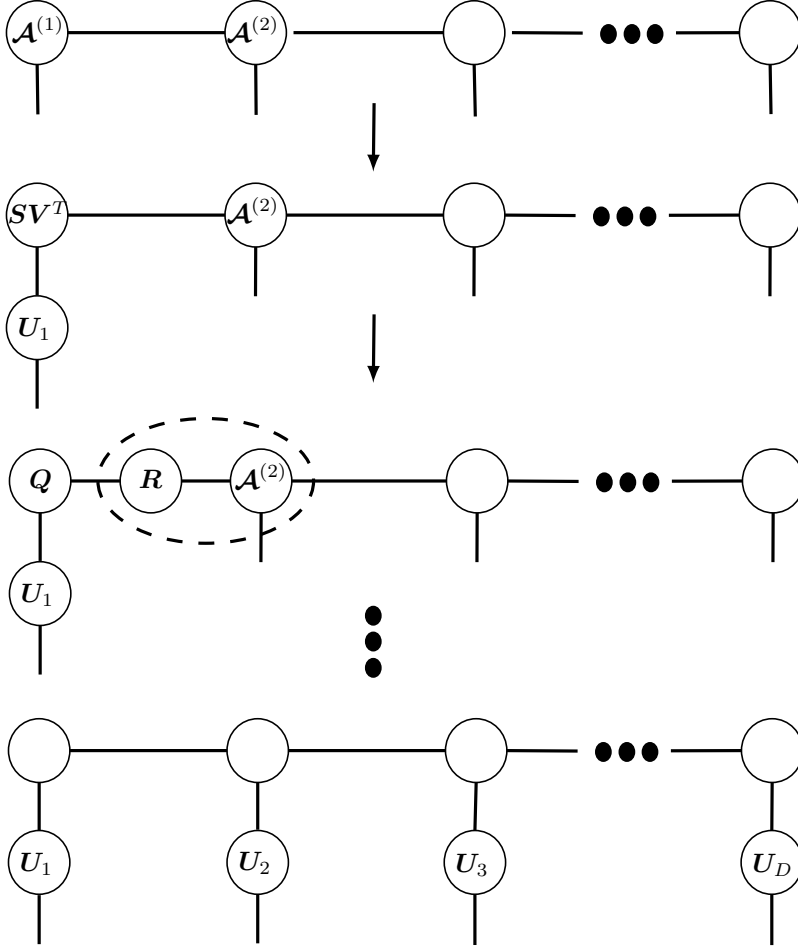 𝓐⁽¹⁾ 𝓐⁽²⁾
SVᵀ 𝓐⁽²⁾
U₁
Q R 𝓐⁽²⁾
U₁
U₁ U₂ U₃ U_D